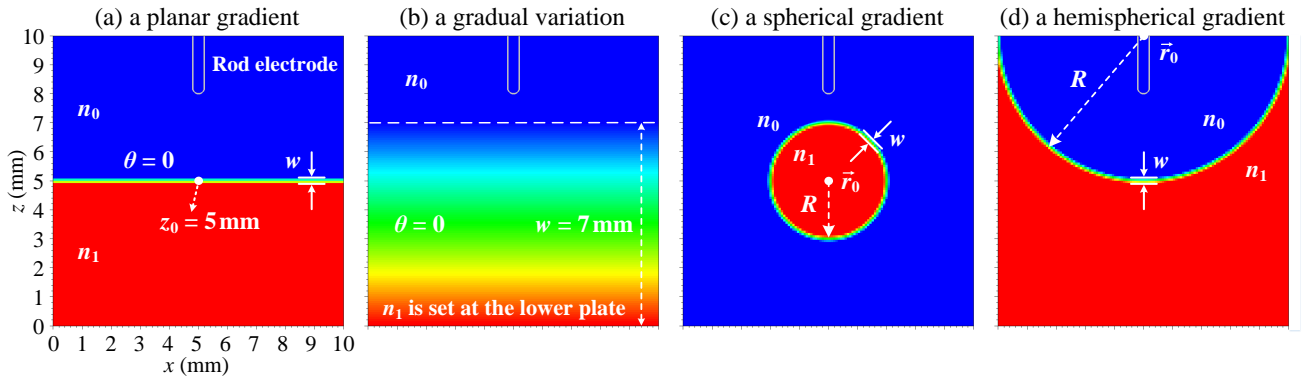 (a) a planar gradient
(b) a gradual variation
(c) a spherical gradient
(d) a hemispherical gradient
10
9
8
7
6
5
4
3
2
1
0
z (mm)
0 1 2 3 4 5 6 7 8 9 10
x (mm)
Rod electrode
n₀
θ = 0
w
z₀ = 5 mm
n₁
n₀
θ = 0
w = 7 mm
n₁ is set at the lower plate
n₀
w
n₁
r⃗₀
R
r⃗₀
R
n₀
w
n₁